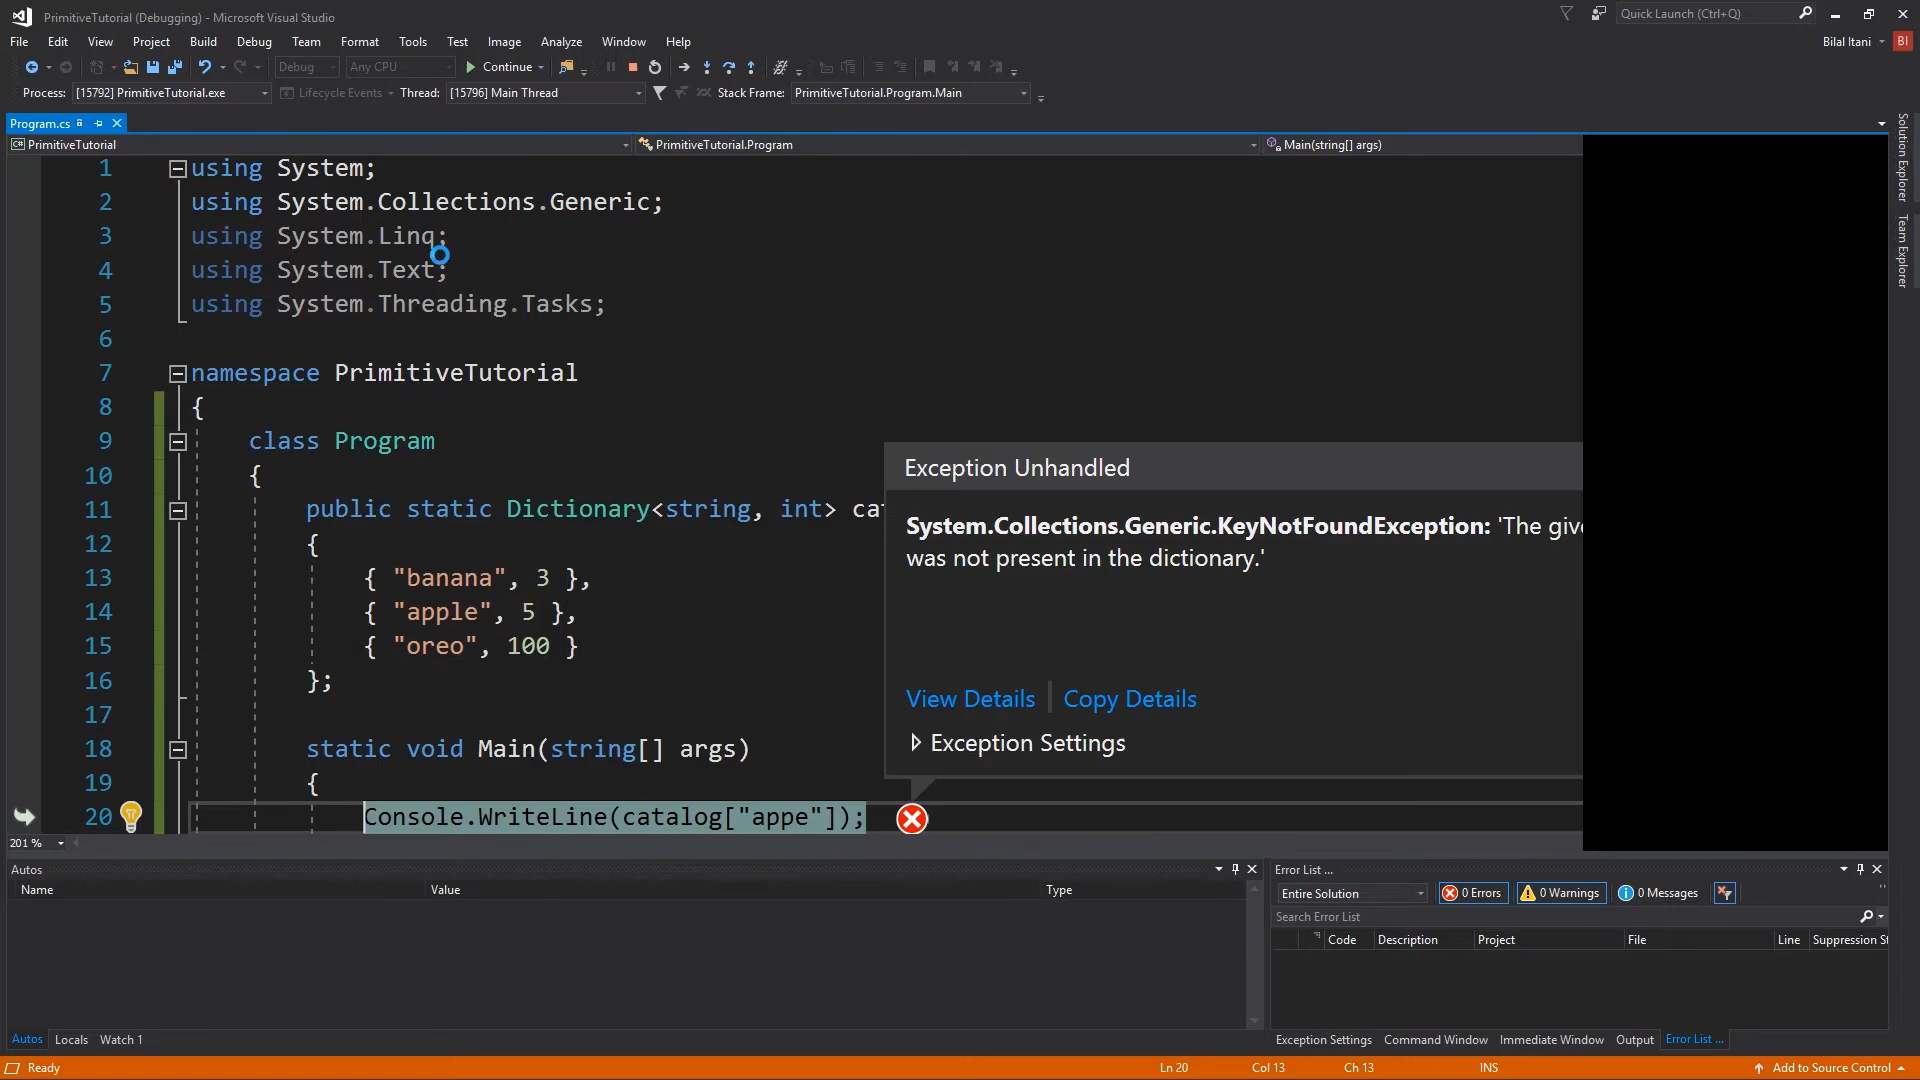 PrimitiveTutorial (Debugging) - Microsoft Visual Studio
Quick Launch (Ctrl+Q)
File Edit View Project Build Debug Team Format Tools Test Image Analyze Window Help
Bilal Itani BI
Debug Any CPU Continue
Process: [15792] PrimitiveTutorial.exe Lifecycle Events Thread: [15796] Main Thread Stack Frame: PrimitiveTutorial.Program.Main
Program.cs
PrimitiveTutorial PrimitiveTutorial.Program Main(string[] args)
Solution Explorer
Team Explorer
1 using System;
2 using System.Collections.Generic;
3 using System.Linq;
4 using System.Text;
5 using System.Threading.Tasks;
6
7 namespace PrimitiveTutorial
8 {
9 class Program
10 {
11 public static Dictionary<string, int> cat
12 {
13 { "banana", 3 },
14 { "apple", 5 },
15 { "oreo", 100 }
16 };
17
18 static void Main(string[] args)
19 {
20 Console.WriteLine(catalog["appe"]);
Exception Unhandled
System.Collections.Generic.KeyNotFoundException: 'The give
was not present in the dictionary.'
View Details Copy Details
Exception Settings
201 %
Autos
Name Value Type
Autos Locals Watch 1
Error List ...
Entire Solution 0 Errors 0 Warnings 0 Messages
Search Error List
Code Description Project File Line Suppression St
Exception Settings Command Window Immediate Window Output Error List ...
Ready Ln 20 Col 13 Ch 13 INS Add to Source Control